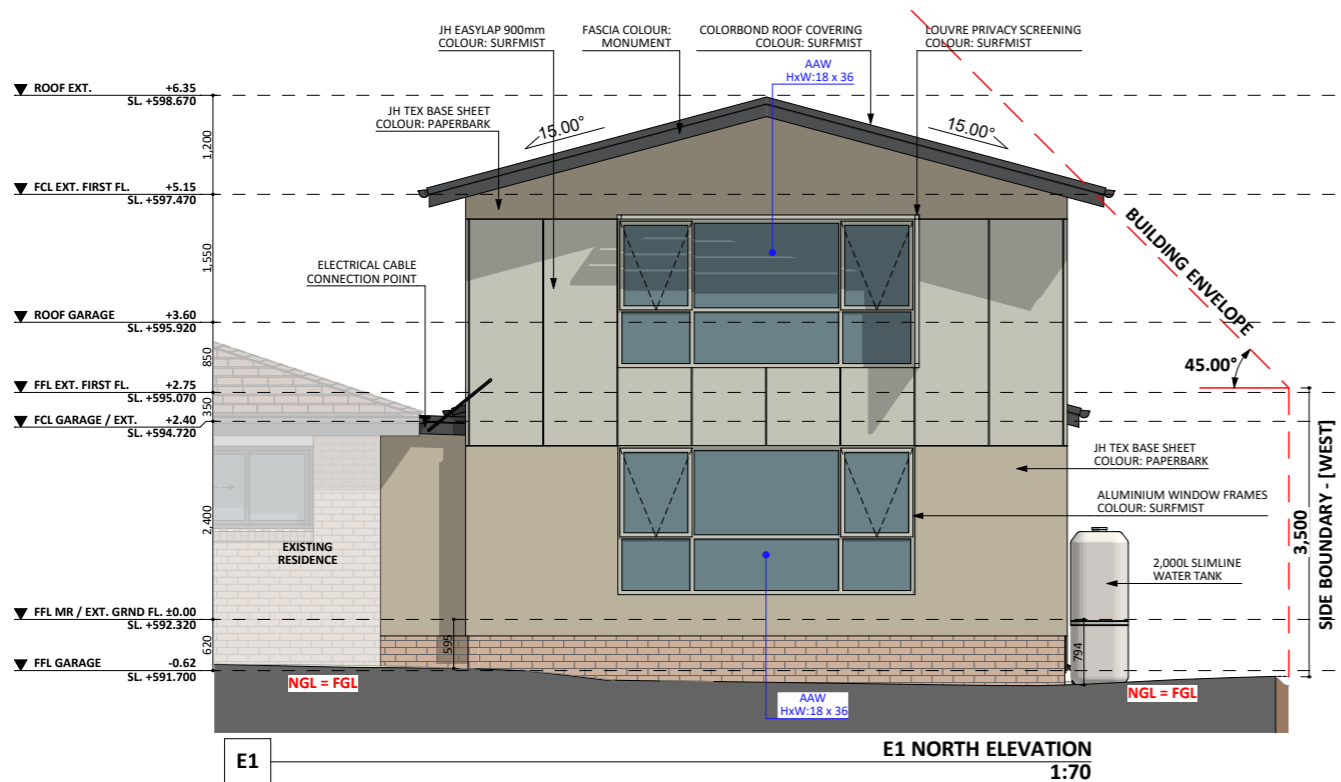 JH EASYLAP 900mm
COLOUR: SURFMIST
FASCIA COLOUR:
MONUMENT
COLORBOND ROOF COVERING
COLOUR: SURFMIST
LOUVRE PRIVACY SCREENING
COLOUR: SURFMIST
AAW
HxW:18 x 36
ROOF EXT. +6.35
SL. +598.670
JH TEX BASE SHEET
COLOUR: PAPERBARK
15.00°
15.00°
1,200
FCL EXT. FIRST FL. +5.15
SL. +597.470
BUILDING ENVELOPE
1,550
ELECTRICAL CABLE
CONNECTION POINT
ROOF GARAGE +3.60
SL. +595.920
850
45.00°
FFL EXT. FIRST FL. +2.75
SL. +595.070
350
FCL GARAGE / EXT. +2.40
SL. +594.720
JH TEX BASE SHEET
COLOUR: PAPERBARK
ALUMINIUM WINDOW FRAMES
COLOUR: SURFMIST
2,400
3,500
SIDE BOUNDARY - [WEST]
EXISTING
RESIDENCE
2,000L SLIMLINE
WATER TANK
FFL MR / EXT. GRND FL. ±0.00
SL. +592.320
620
595
794
FFL GARAGE -0.62
SL. +591.700
NGL = FGL
NGL = FGL
AAW
HxW:18 x 36
E1
E1 NORTH ELEVATION
1:70